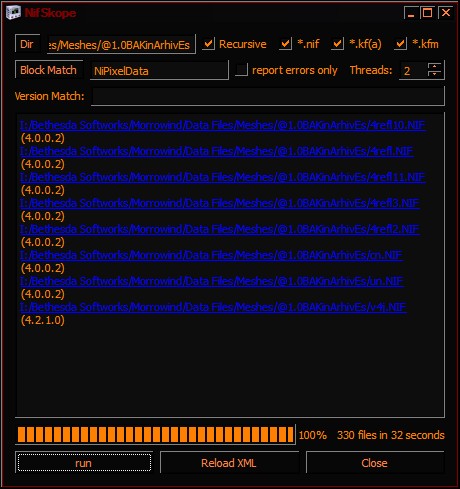 NifSkope
Dir es/Meshes/@1.0BAKinArhivEs Recursive *.nif *.kf(a) *.kfm
Block Match NiPixelData report errors only Threads: 2
Version Match:
I:/Bethesda Softworks/Morrowind/Data Files/Meshes/@1.0BAKinArhivEs/4refl10.NIF
(4.0.0.2)
I:/Bethesda Softworks/Morrowind/Data Files/Meshes/@1.0BAKinArhivEs/4refl.NIF
(4.0.0.2)
I:/Bethesda Softworks/Morrowind/Data Files/Meshes/@1.0BAKinArhivEs/4refl11.NIF
(4.0.0.2)
I:/Bethesda Softworks/Morrowind/Data Files/Meshes/@1.0BAKinArhivEs/4refl3.NIF
(4.0.0.2)
I:/Bethesda Softworks/Morrowind/Data Files/Meshes/@1.0BAKinArhivEs/4refl2.NIF
(4.0.0.2)
I:/Bethesda Softworks/Morrowind/Data Files/Meshes/@1.0BAKinArhivEs/cn.NIF
(4.0.0.2)
I:/Bethesda Softworks/Morrowind/Data Files/Meshes/@1.0BAKinArhivEs/un.NIF
(4.0.0.2)
I:/Bethesda Softworks/Morrowind/Data Files/Meshes/@1.0BAKinArhivEs/v4i.NIF
(4.2.1.0)
100% 330 files in 32 seconds
run Reload XML Close